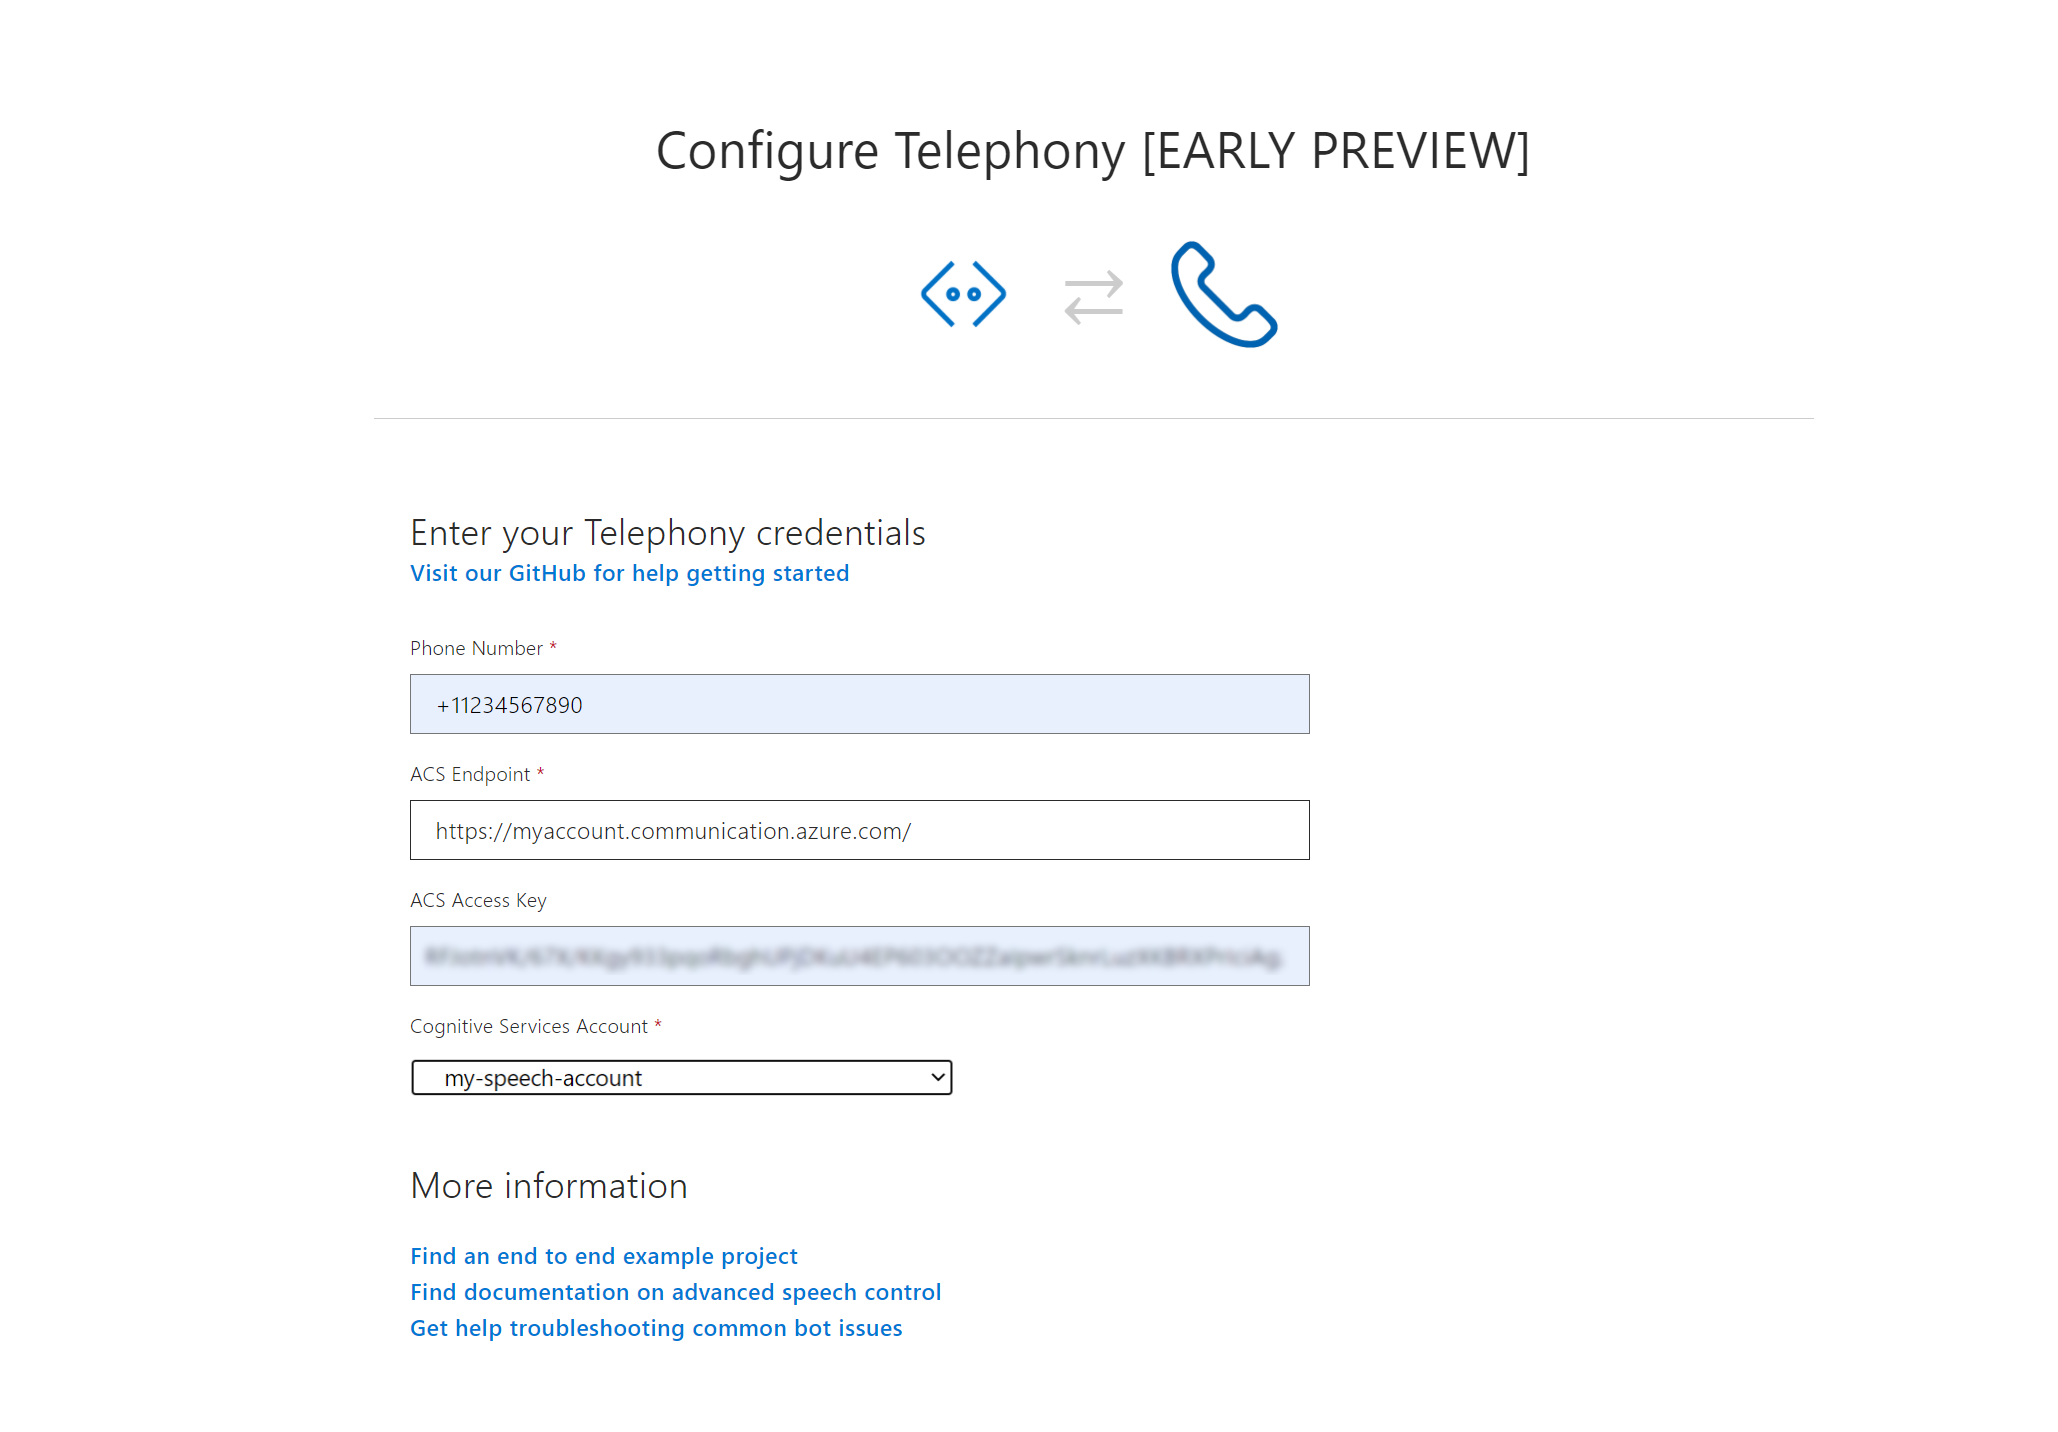 Configure Telephony [EARLY PREVIEW]
Enter your Telephony credentials
Visit our GitHub for help getting started
Phone Number *
+11234567890
ACS Endpoint *
https://myaccount.communication.azure.com/
ACS Access Key
Cognitive Services Account *
my-speech-account
More information
Find an end to end example project
Find documentation on advanced speech control
Get help troubleshooting common bot issues